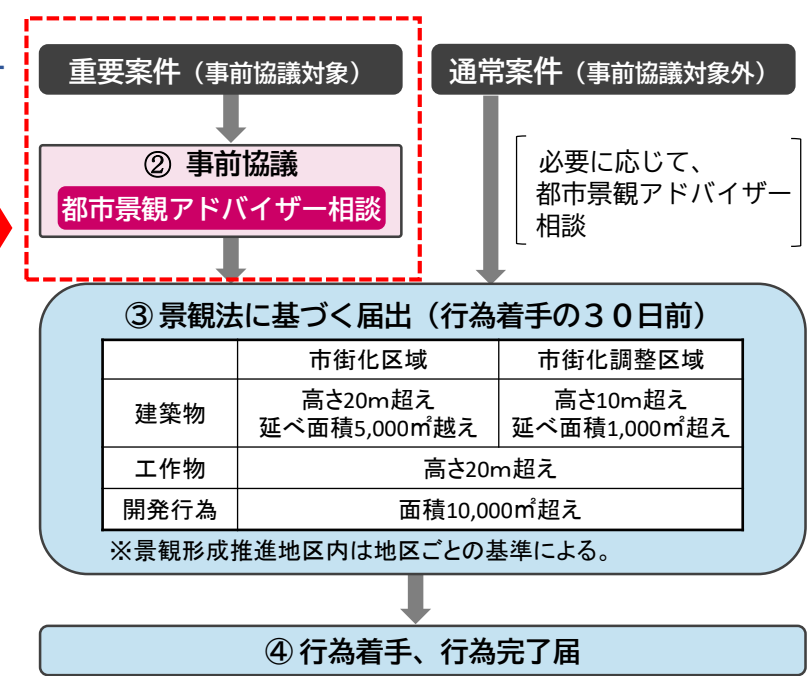 重要案件（事前協議対象）
通常案件（事前協議対象外）
② 事前協議
都市景観アドバイザー相談
必要に応じて、
都市景観アドバイザー
相談
③ 景観法に基づく届出（行為着手の３０日前）
市街化区域 市街化調整区域
建築物
高さ20ｍ超え
延べ面積5,000㎡越え
高さ10ｍ超え
延べ面積1,000㎡超え
工作物 高さ20ｍ超え
開発行為 面積10,000㎡超え
※景観形成推進地区内は地区ごとの基準による。
④ 行為着手、行為完了届